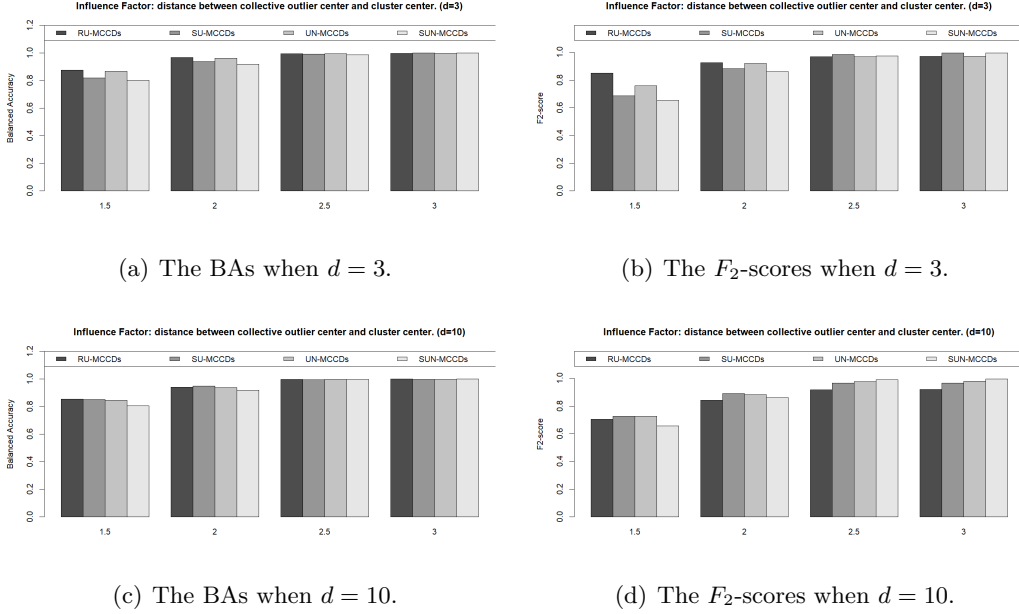 Influence Factor: distance between collective outlier center and cluster center. (d=3)
RU-MCCDs SU-MCCDs UN-MCCDs SUN-MCCDs
Balanced Accuracy
1.2
1.0
0.8
0.6
0.4
0.2
0.0
1.5 2 2.5 3
(a) The BAs when d = 3.
Influence Factor: distance between collective outlier center and cluster center. (d=3)
RU-MCCDs SU-MCCDs UN-MCCDs SUN-MCCDs
F2-score
1.2
1.0
0.8
0.6
0.4
0.2
0.0
1.5 2 2.5 3
(b) The F₂-scores when d = 3.
Influence Factor: distance between collective outlier center and cluster center. (d=10)
RU-MCCDs SU-MCCDs UN-MCCDs SUN-MCCDs
Balanced Accuracy
1.2
1.0
0.8
0.6
0.4
0.2
0.0
1.5 2 2.5 3
(c) The BAs when d = 10.
Influence Factor: distance between collective outlier center and cluster center. (d=10)
RU-MCCDs SU-MCCDs UN-MCCDs SUN-MCCDs
F2-score
1.2
1.0
0.8
0.6
0.4
0.2
0.0
1.5 2 2.5 3
(d) The F₂-scores when d = 10.